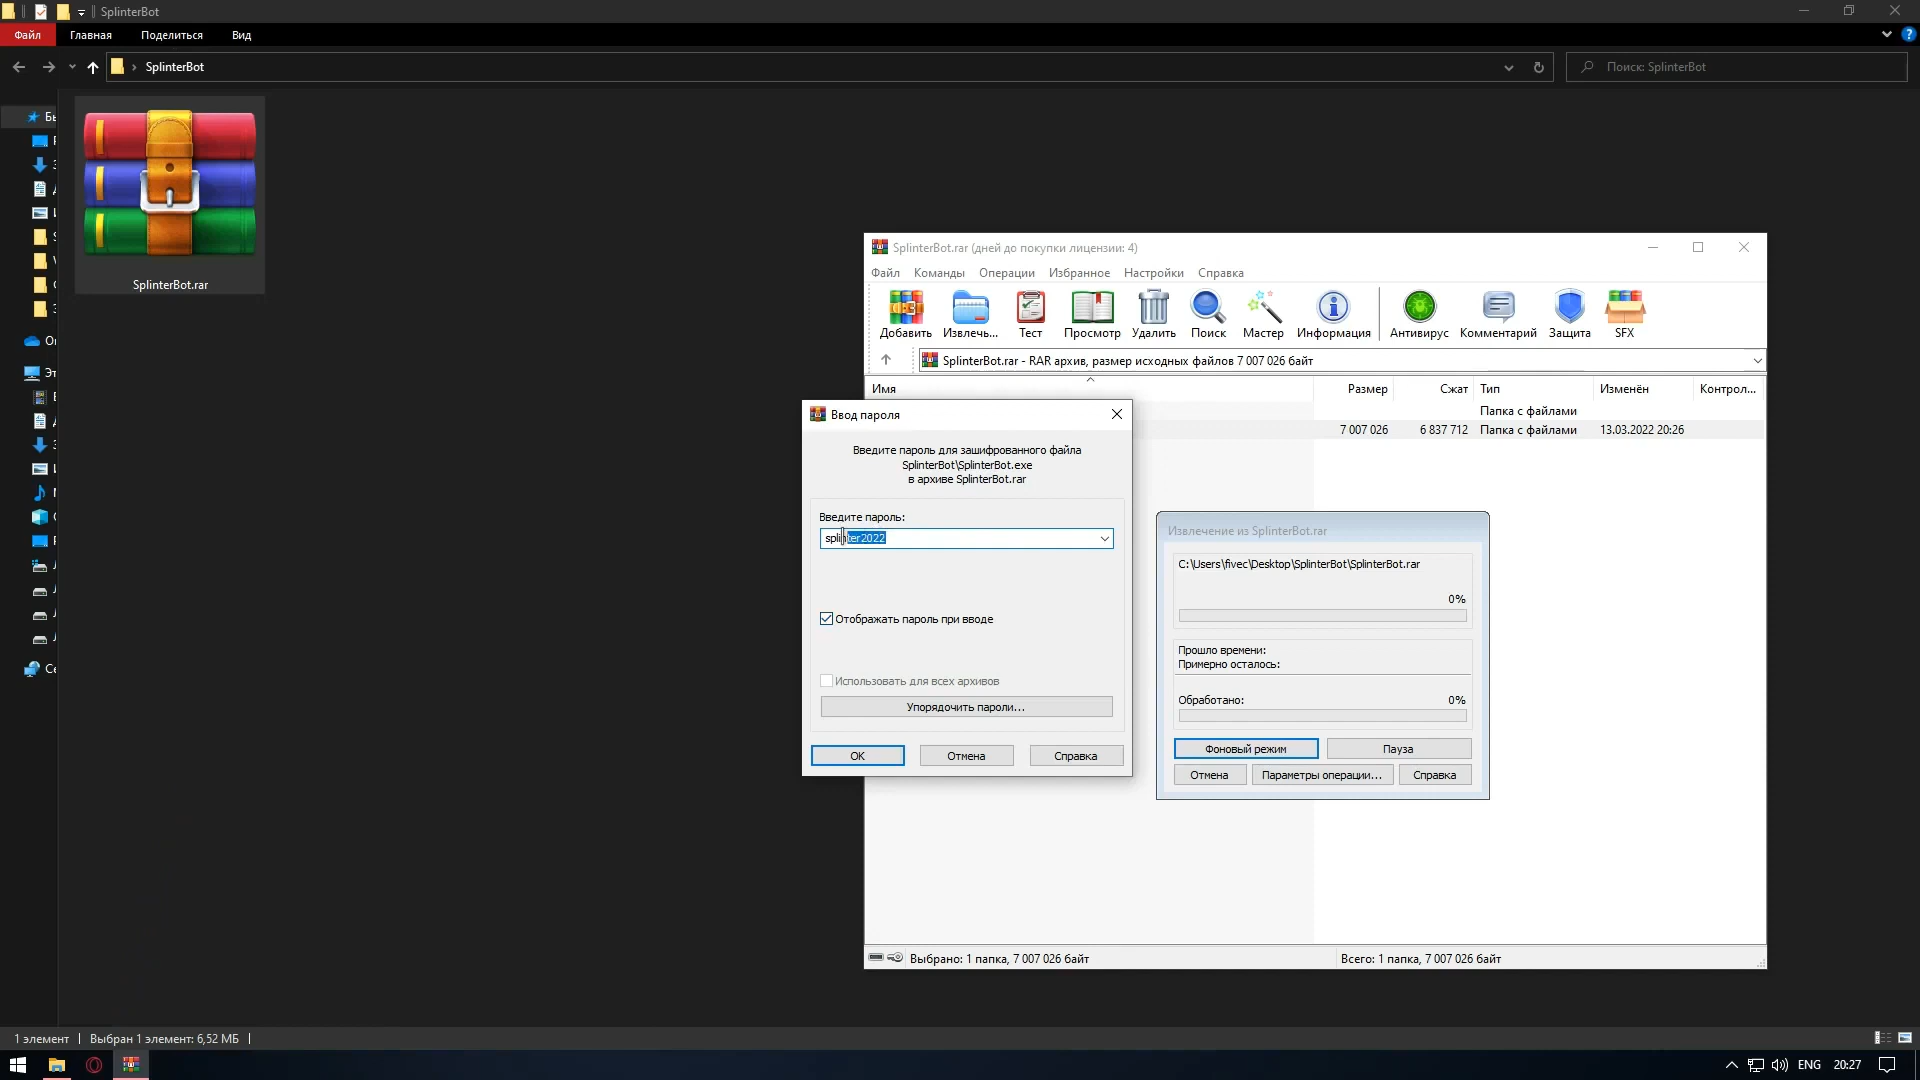 SplinterBot
Файл
Главная
Поделиться
Вид
SplinterBot
Поиск: SplinterBot
SplinterBot.rar
SplinterBot.rar (дней до покупки лицензии: 4)
Файл Команды Операции Избранное Настройки Справка
Добавить Извлечь... Тест Просмотр Удалить Поиск Мастер Информация Антивирус Комментарий Защита SFX
SplinterBot.rar - RAR архив, размер исходных файлов 7 007 026 байт
Имя Размер Сжат Тип Изменён Контрол...
Папка с файлами
7 007 026 6 837 712 Папка с файлами 13.03.2022 20:26
Ввод пароля
Введите пароль для зашифрованного файла
SplinterBot\SplinterBot.exe
в архиве SplinterBot.rar
Введите пароль:
splinter2022
Отображать пароль при вводе
Использовать для всех архивов
Упорядочить пароли...
ОК Отмена Справка
Извлечение из SplinterBot.rar
C:\Users\fivec\Desktop\SplinterBot\SplinterBot.rar
0%
Прошло времени:
Примерно осталось:
Обработано: 0%
Фоновый режим Пауза
Отмена Параметры операции... Справка
Выбрано: 1 папка, 7 007 026 байт
Всего: 1 папка, 7 007 026 байт
1 элемент
Выбран 1 элемент: 6,52 МБ
ENG 20:27